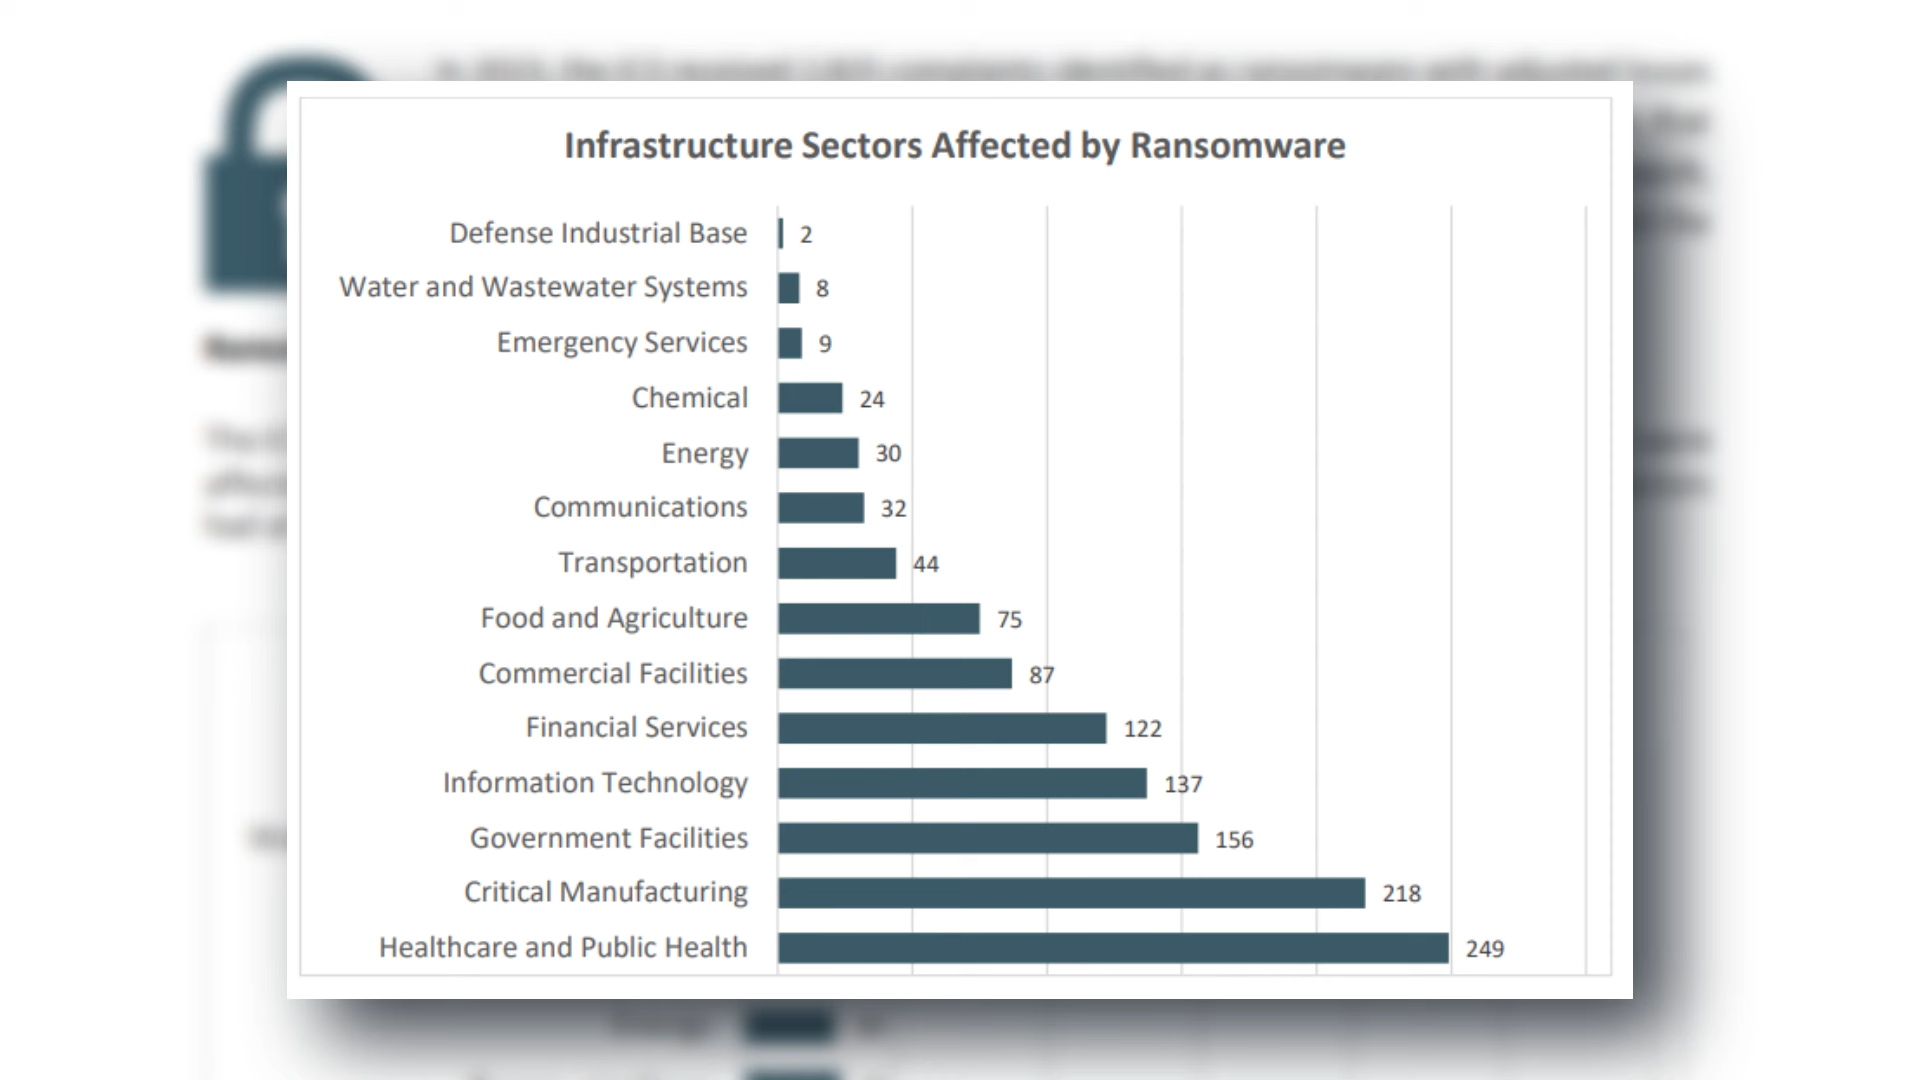 Infrastructure Sectors Affected by Ransomware
Defense Industrial Base 2
Water and Wastewater Systems 8
Emergency Services 9
Chemical 24
Energy 30
Communications 32
Transportation 44
Food and Agriculture 75
Commercial Facilities 87
Financial Services 122
Information Technology 137
Government Facilities 156
Critical Manufacturing 218
Healthcare and Public Health 249